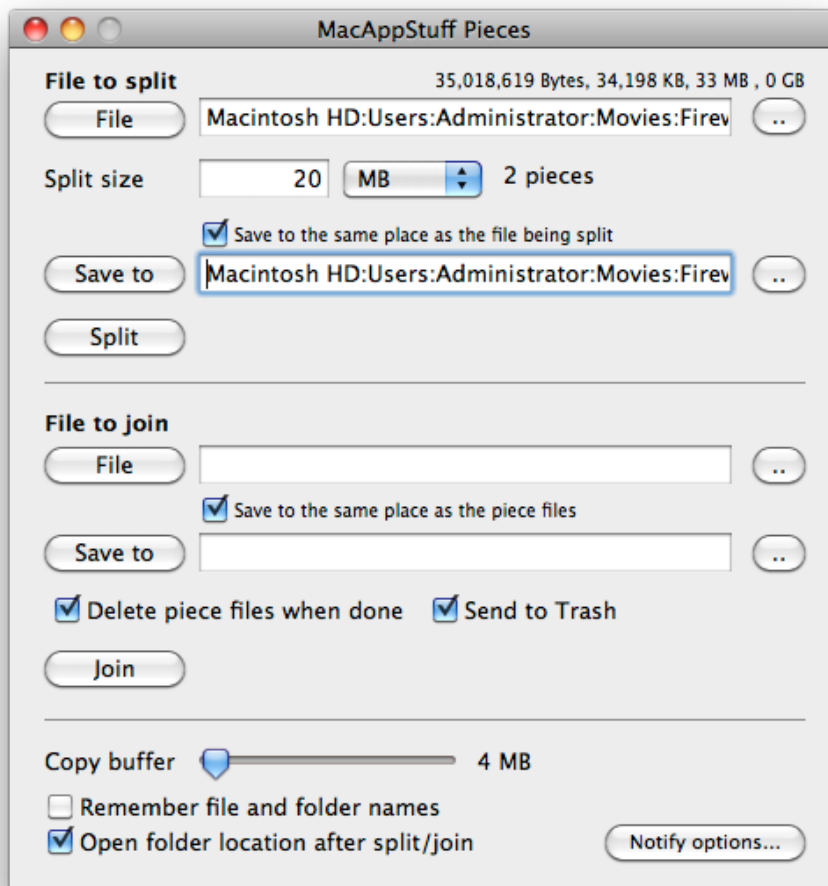 MacAppStuff Pieces
File to split 35,018,619 Bytes, 34,198 KB, 33 MB , 0 GB
File Macintosh HD:Users:Administrator:Movies:Firew ..
Split size 20 MB 2 pieces
Save to the same place as the file being split
Save to Macintosh HD:Users:Administrator:Movies:Firew ..
Split
File to join
File ..
Save to the same place as the piece files
Save to ..
Delete piece files when done Send to Trash
Join
Copy buffer 4 MB
Remember file and folder names
Open folder location after split/join Notify options...